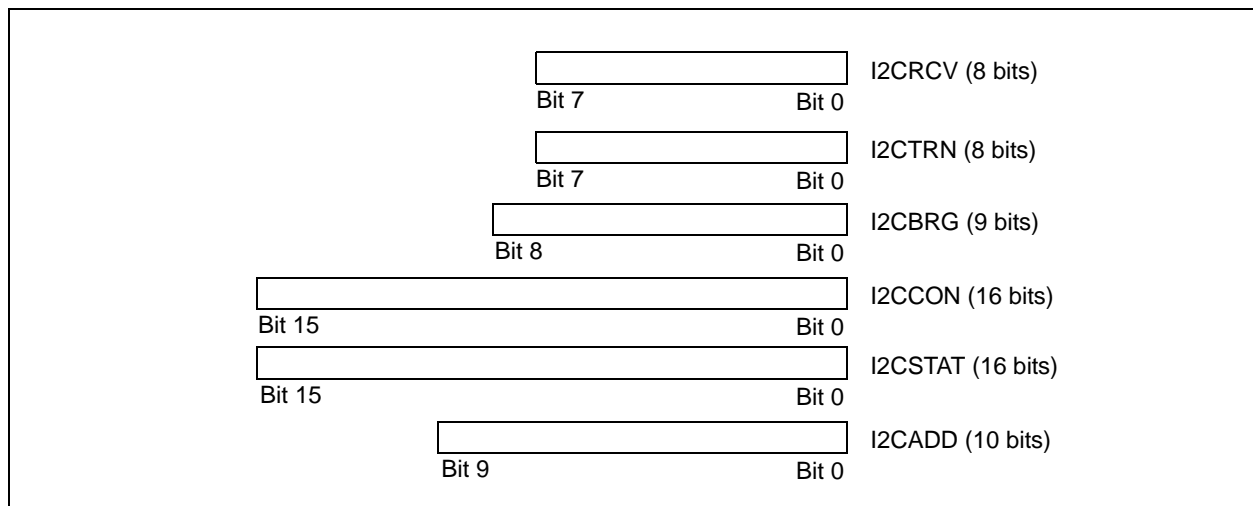 I2CRCV (8 bits)
Bit 7 Bit 0
I2CTRN (8 bits)
Bit 7 Bit 0
I2CBRG (9 bits)
Bit 8 Bit 0
I2CCON (16 bits)
Bit 15 Bit 0
I2CSTAT (16 bits)
Bit 15 Bit 0
I2CADD (10 bits)
Bit 9 Bit 0